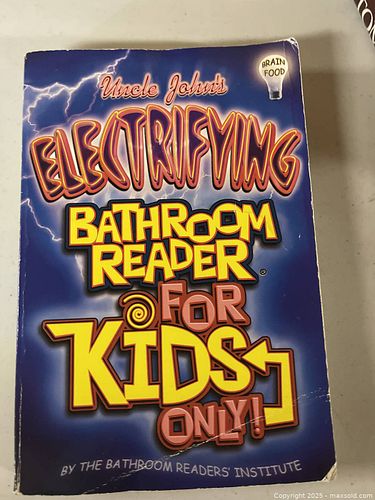 BRAIN
FOOD
Uncle John's
ELECTRIFYING
BATHROOM
READER
FOR
KIDS
ONLY!
BY THE BATHROOM READERS' INSTITUTE
Copyright 2025 - maxsold.com